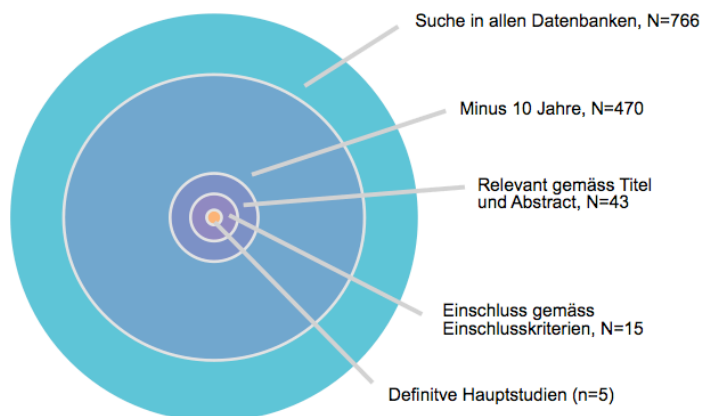 Suche in allen Datenbanken, N=766
Minus 10 Jahre, N=470
Relevant gemäss Titel
und Abstract, N=43
Einschluss gemäss
Einschlusskriterien, N=15
Definitve Hauptstudien (n=5)